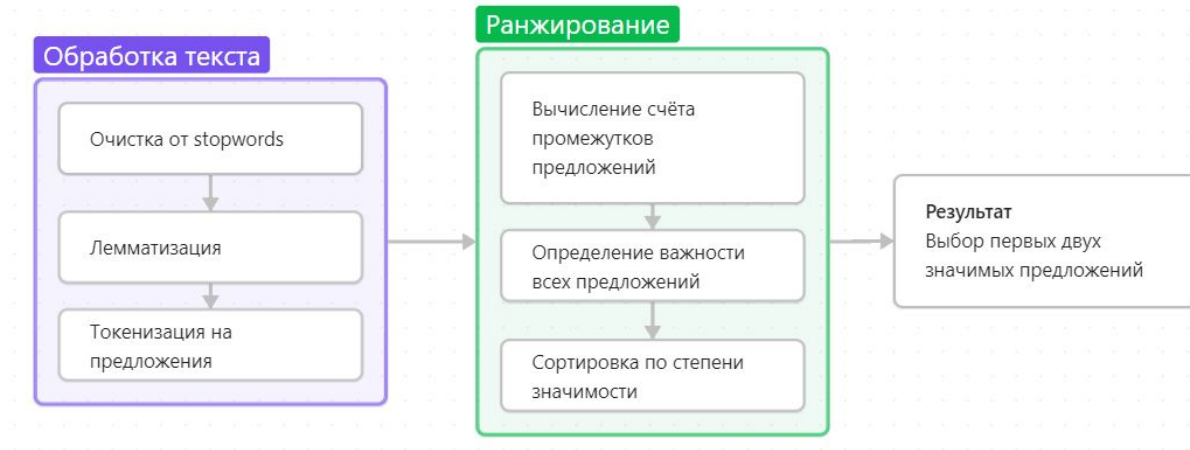 Обработка текста
Очистка от stopwords
Лемматизация
Токенизация на
предложения
Ранжирование
Вычисление счёта
промежутков
предложений
Определение важности
всех предложений
Сортировка по степени
значимости
Результат
Выбор первых двух
значимых предложений